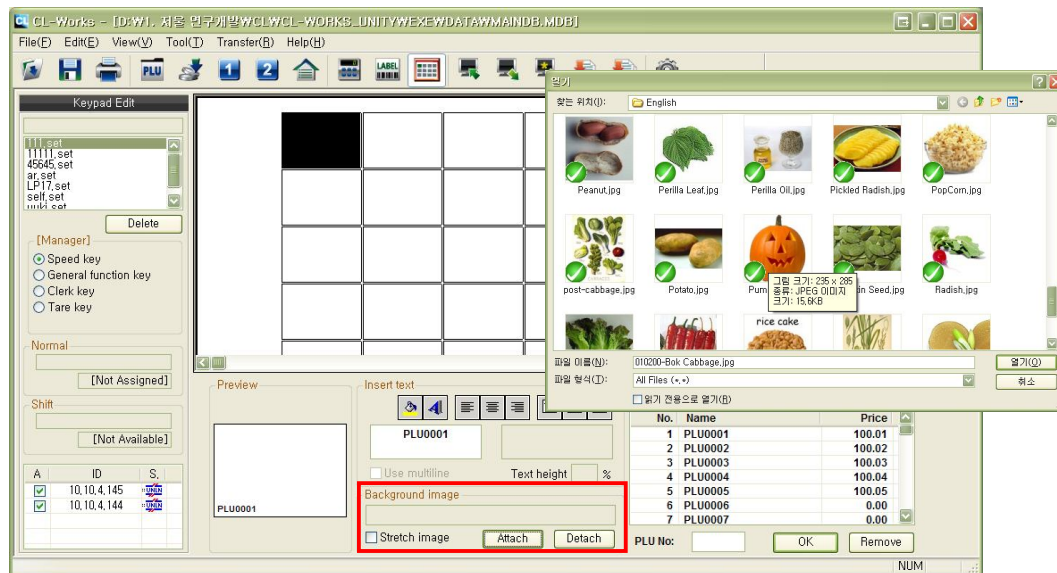 CL-Works - [D:₩1. 저울 연구개발₩CL₩CL-WORKS_UNITY₩EXE₩DATA₩MAINDB.MDB]
File(F) Edit(E) View(V) Tool(T) Transfer(R) Help(H)
PLU 1 2 LABEL
Keypad Edit
111.set
11111.set
45645.set
ar.set
LP17.set
self.set
yuki.set
Delete
[Manager]
Speed key
General function key
Clerk key
Tare key
Normal
[Not Assigned]
Shift
[Not Available]
A ID S.
10.10.4.145
10.10.4.144
Preview
PLU0001
Insert text
PLU0001
Use multiline Text height %
Background image
Stretch image Attach Detach
열기
찾는 위치(I): English
Peanut.jpg Perilla Leaf.jpg Perilla Oil.jpg Pickled Radish.jpg PopCorn.jpg
post-cabbage.jpg Potato.jpg Pum in Seed.jpg Radish.jpg
그림 크기: 235 x 285
종류: JPEG 이미지
크기: 15.6KB
rice cake
파일 이름(N): 010200-Bok Cabbage.jpg 열기(O)
파일 형식(T): All Files (*.*) 취소
읽기 전용으로 열기(R)
No. Name Price
1 PLU0001 100.01
2 PLU0002 100.02
3 PLU0003 100.03
4 PLU0004 100.04
5 PLU0005 100.05
6 PLU0006 0.00
7 PLU0007 0.00
PLU No: OK Remove
NUM